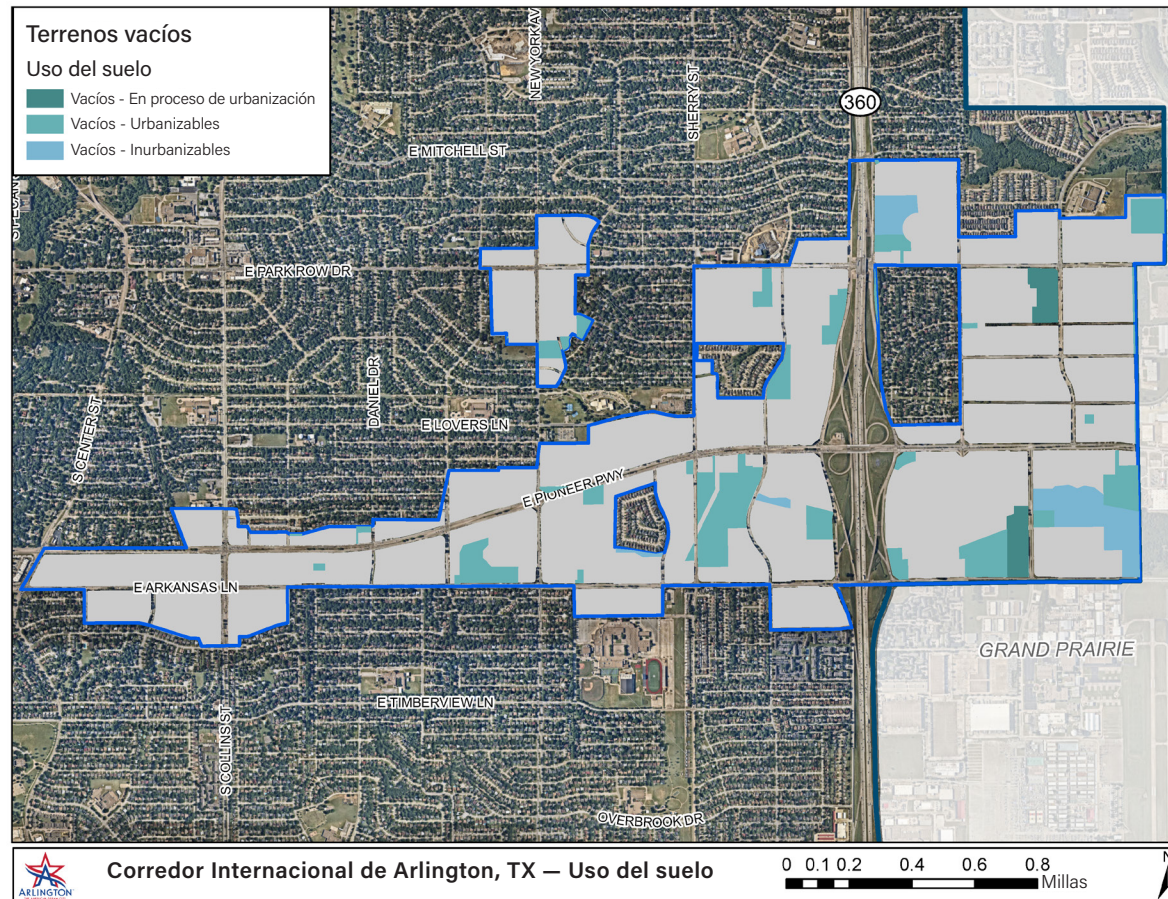 Terrenos vacíos
Uso del suelo
Vacíos - En proceso de urbanización
Vacíos - Urbanizables
Vacíos - Inurbanizables
NEW YORK AV
SHERRY ST
360
E MITCHELL ST
E PARK ROW DR
DANIEL DR
E LOVERS LN
S CENTER ST
E PIONEER PWY
E ARKANSAS LN
GRAND PRAIRIE
E TIMBERVIEW LN
S COLLINS ST
OVERBROOK DR
ARLINGTON
Corredor Internacional de Arlington, TX — Uso del suelo
0 0.1 0.2 0.4 0.6 0.8
Millas
N